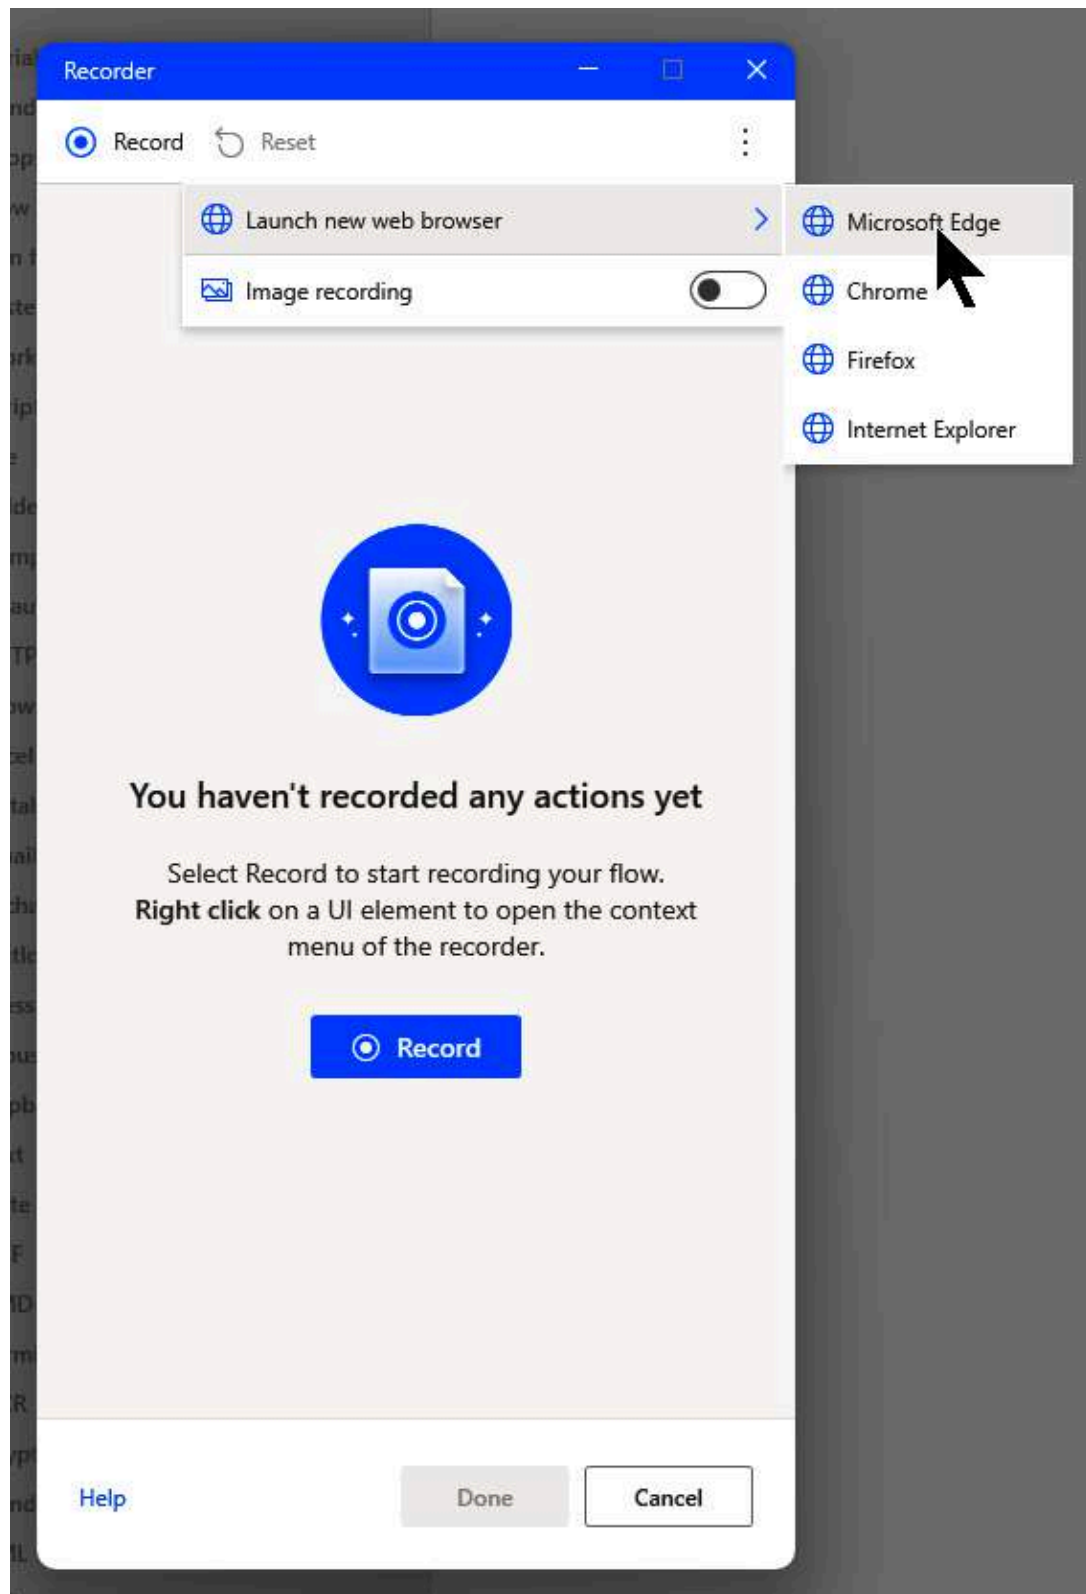 Recorder
Record Reset
Launch new web browser
Microsoft Edge
Image recording
Chrome
Firefox
Internet Explorer
You haven't recorded any actions yet
Select Record to start recording your flow.
Right click on a UI element to open the context
menu of the recorder.
Record
Help Done Cancel